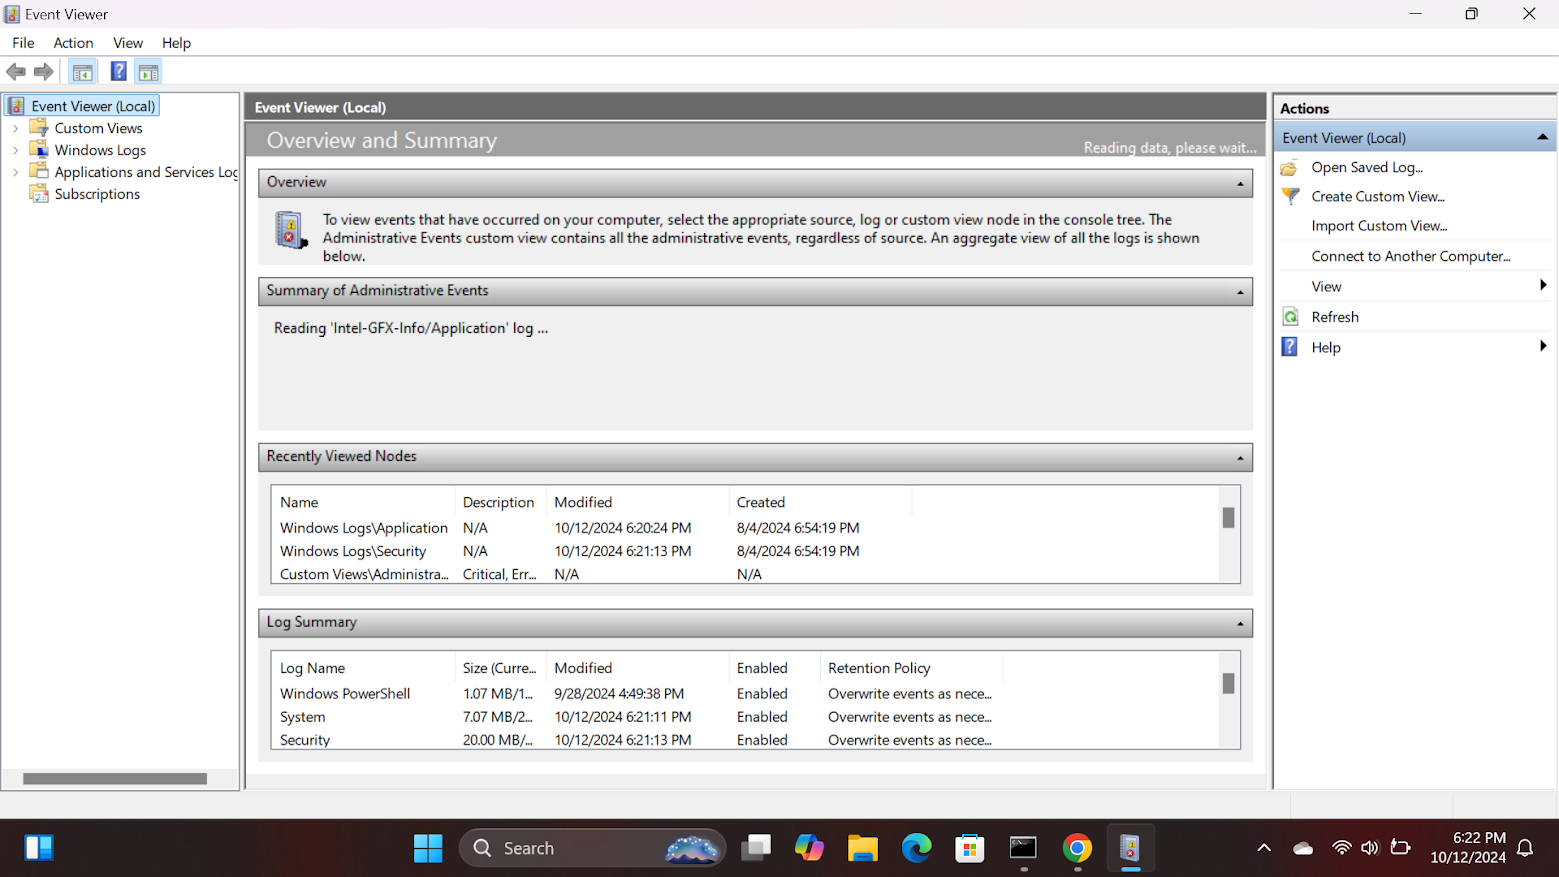 Event Viewer
File Action View Help
Event Viewer (Local)
Custom Views
Windows Logs
Applications and Services Log
Subscriptions
Event Viewer (Local)
Overview and Summary
Reading data, please wait...
Overview
To view events that have occurred on your computer, select the appropriate source, log or custom view node in the console tree. The
Administrative Events custom view contains all the administrative events, regardless of source. An aggregate view of all the logs is shown
below.
Summary of Administrative Events
Reading 'Intel-GFX-Info/Application' log ...
Recently Viewed Nodes
Name Description Modified Created
Windows Logs\Application N/A 10/12/2024 6:20:24 PM 8/4/2024 6:54:19 PM
Windows Logs\Security N/A 10/12/2024 6:21:13 PM 8/4/2024 6:54:19 PM
Custom Views\Administra... Critical, Err... N/A N/A
Log Summary
Log Name Size (Curre... Modified Enabled Retention Policy
Windows PowerShell 1.07 MB/1... 9/28/2024 4:49:38 PM Enabled Overwrite events as nece...
System 7.07 MB/2... 10/12/2024 6:21:11 PM Enabled Overwrite events as nece...
Security 20.00 MB/... 10/12/2024 6:21:13 PM Enabled Overwrite events as nece...
Actions
Event Viewer (Local)
Open Saved Log...
Create Custom View...
Import Custom View...
Connect to Another Computer...
View
Refresh
Help
Search
6:22 PM
10/12/2024